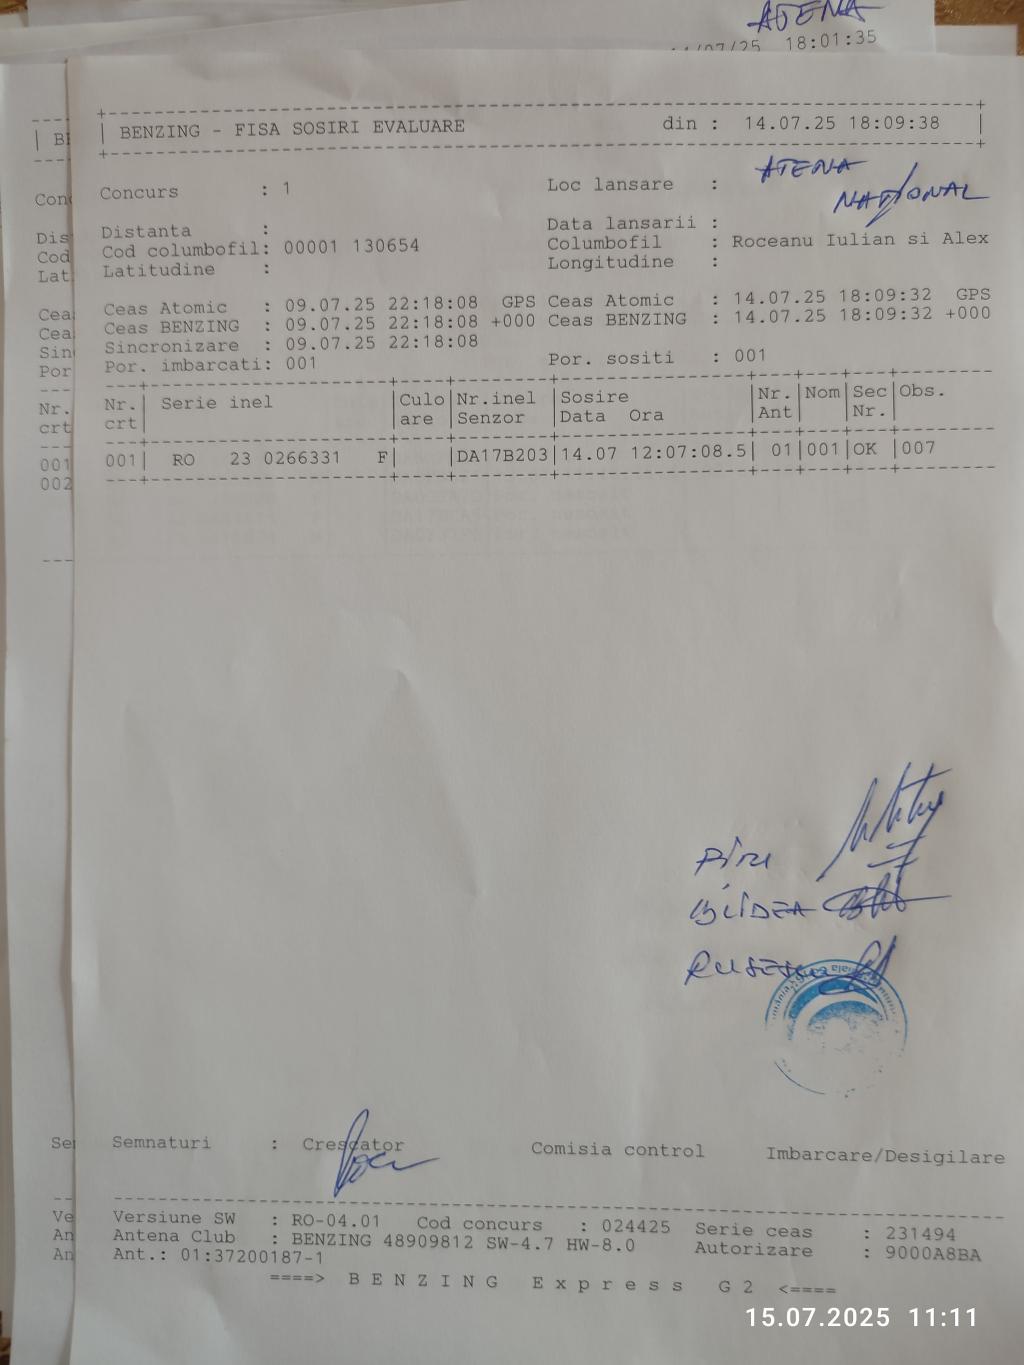 ATENA
18:01:35
BENZING - FISA SOSIRI EVALUARE din : 14.07.25 18:09:38
ATENA
NAȚIONAL
Concurs : 1 Loc lansare :
Distanta : Data lansarii :
Cod columbofil: 00001 130654 Columbofil : Roceanu Iulian si Alex
Latitudine : Longitudine :
Ceas Atomic : 09.07.25 22:18:08 GPS Ceas Atomic : 14.07.25 18:09:32 GPS
Ceas BENZING : 09.07.25 22:18:08 +000 Ceas BENZING : 14.07.25 18:09:32 +000
Sincronizare : 09.07.25 22:18:08
Por. imbarcati: 001 Por. sositi : 001
Nr. Serie inel Culo Nr.inel Sosire Nr. Nom Sec Obs.
crt are Senzor Data Ora Ant Nr.
001 RO 23 0266331 F DA17B203 14.07 12:07:08.5 01 001 OK 007
Semnaturi : Crescator Comisia control Imbarcare/Desigilare
Versiune SW : RO-04.01 Cod concurs : 024425 Serie ceas : 231494
Antena Club : BENZING 48909812 SW-4.7 HW-8.0 Autorizare : 9000A8BA
Ant.: 01:37200187-1
====> B E N Z I N G E x p r e s s G 2 <====
15.07.2025 11:11